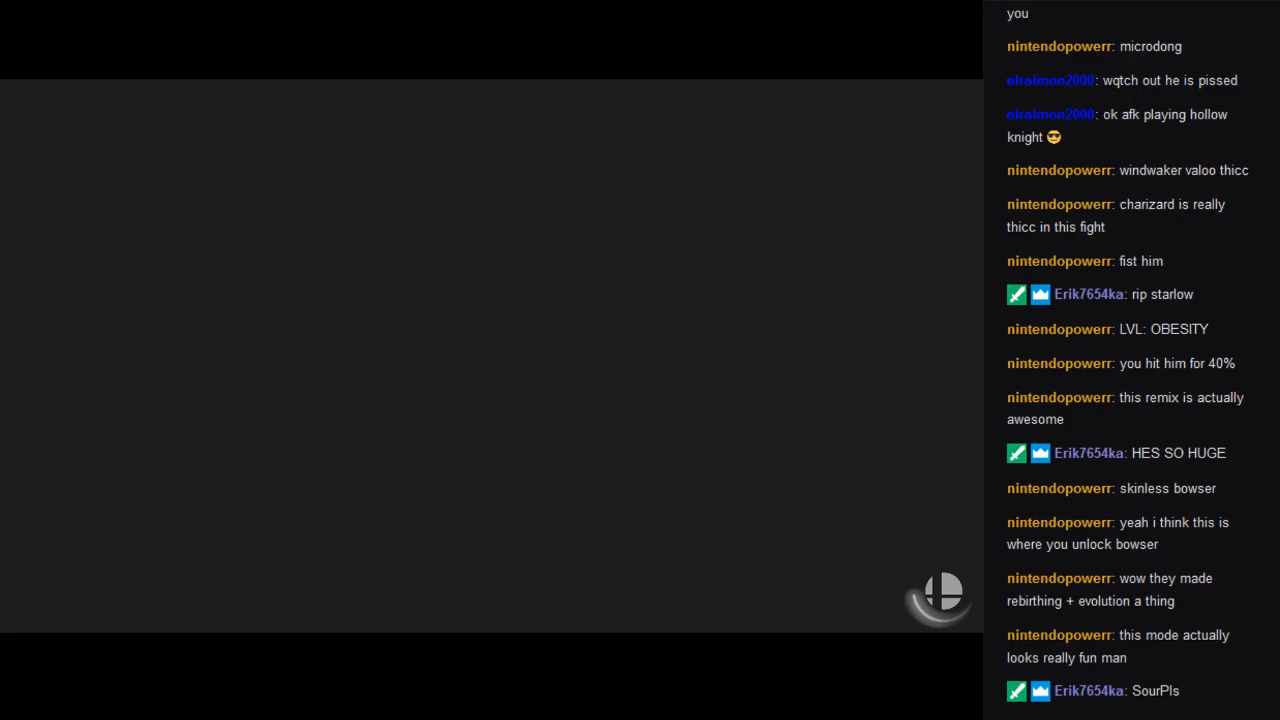 you
nintendopowerr: microdong
elraimon2000: wqtch out he is pissed
elraimon2000: ok afk playing hollow
knight 😎
nintendopowerr: windwaker valoo thicc
nintendopowerr: charizard is really
thicc in this fight
nintendopowerr: fist him
Erik7654ka: rip starlow
nintendopowerr: LVL: OBESITY
nintendopowerr: you hit him for 40%
nintendopowerr: this remix is actually
awesome
Erik7654ka: HES SO HUGE
nintendopowerr: skinless bowser
nintendopowerr: yeah i think this is
where you unlock bowser
nintendopowerr: wow they made
rebirthing + evolution a thing
nintendopowerr: this mode actually
looks really fun man
Erik7654ka: SourPls